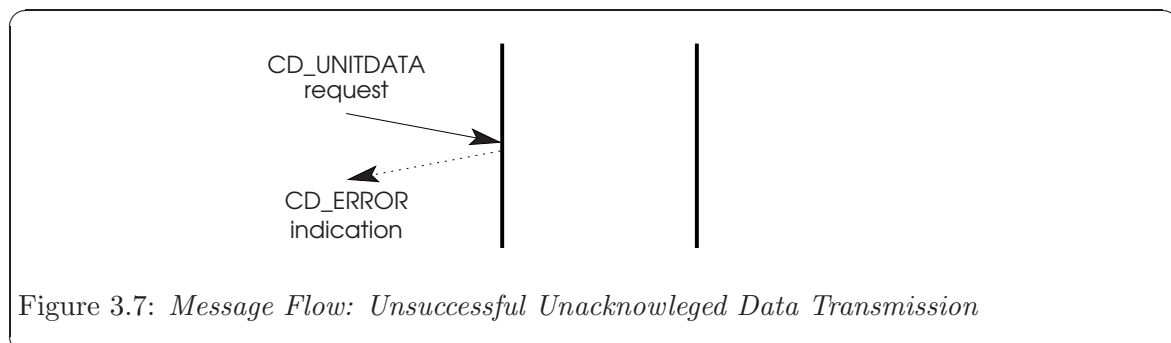 CD_UNITDATA
request
CD_ERROR
indication
Figure 3.7: Message Flow: Unsuccessful Unacknowleged Data Transmission